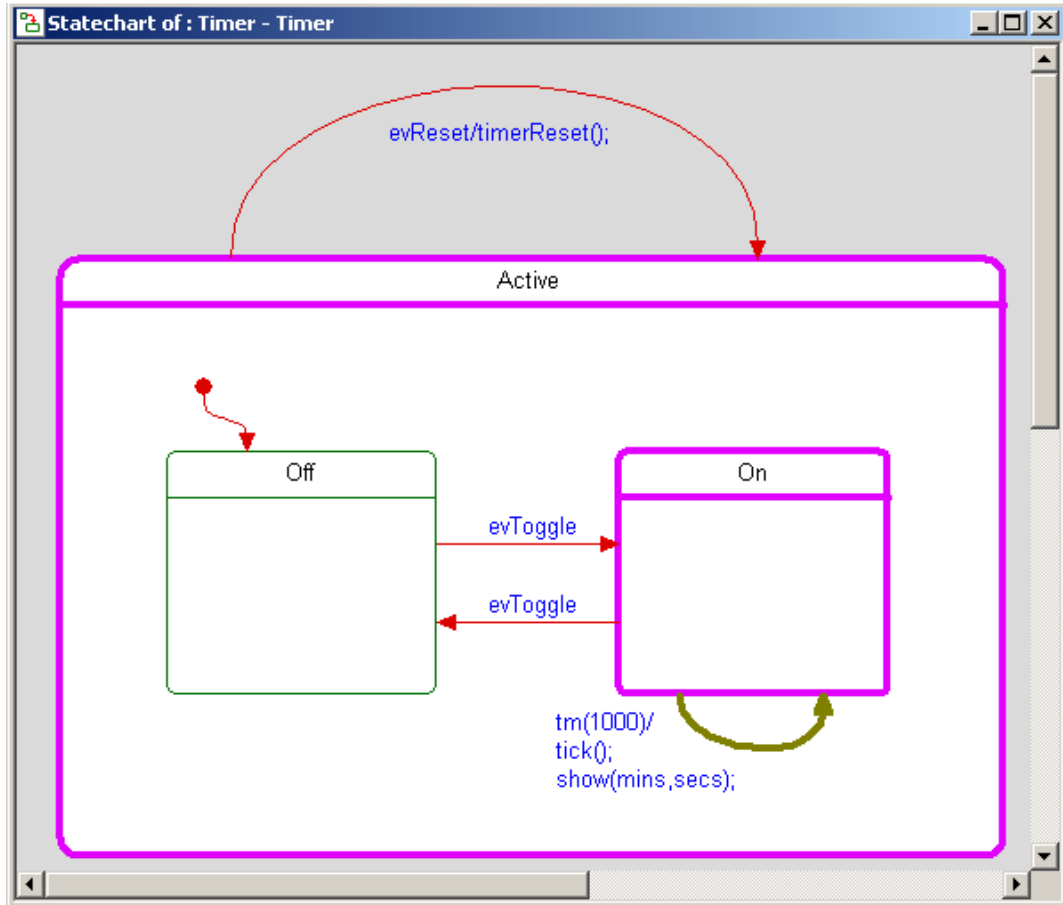 Statechart of : Timer - Timer
evReset/timerReset();
Active
Off
On
evToggle
evToggle
tm(1000)/
tick();
show(mins,secs);